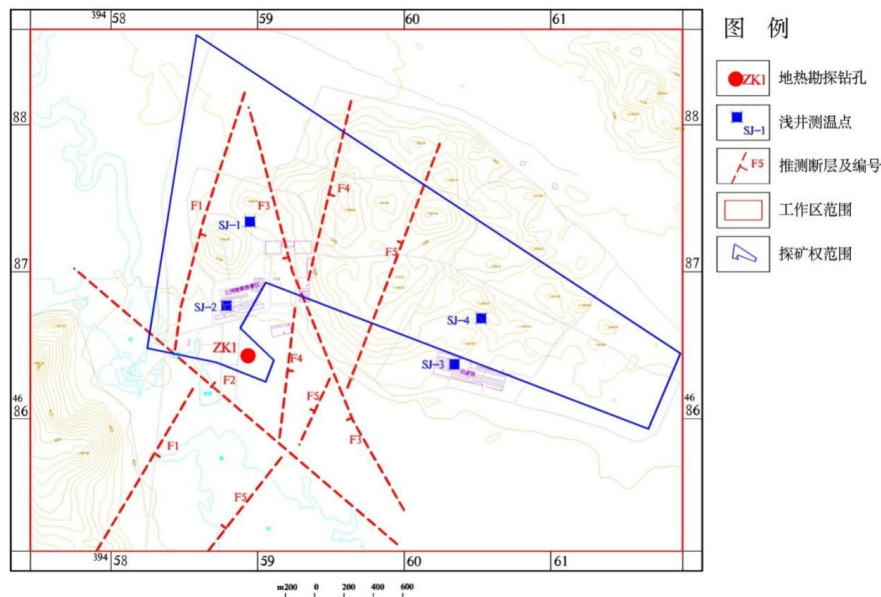 394 58 59 60 61
图 例
ZK1 地热勘探钻孔
SJ-1 浅井测温点
F5 推测断层及编号
工作区范围
探矿权范围
88 88
F1 F3 F4
SJ-1
F5
87 87
SJ-2
SJ-4
ZK1
F4
SJ-3
F2
F5
46 86 46 86
F3
F1
F5
394 58 59 60 61
m200 0 200 400 600